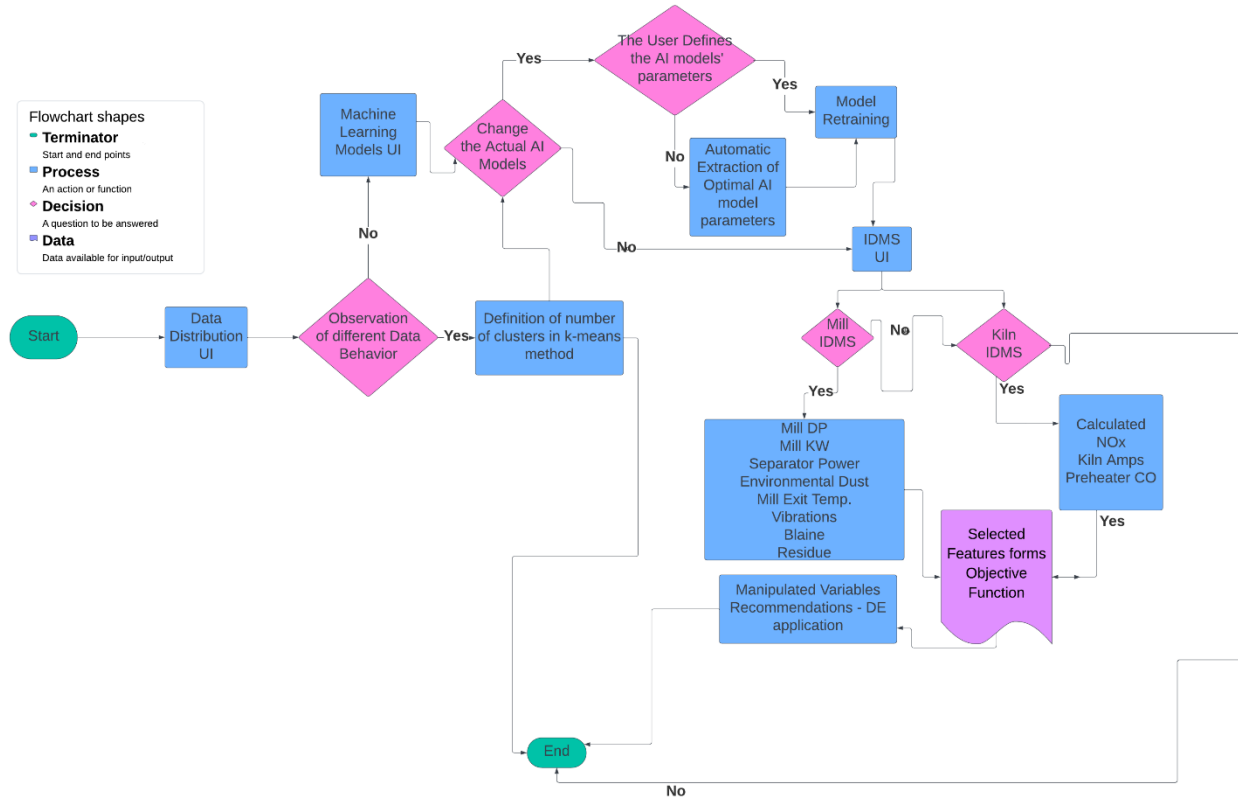 Flowchart shapes
Terminator
Start and end points
Process
An action or function
Decision
A question to be answered
Data
Data available for input/output
Start
Data
Distribution
UI
Observation
of different Data
Behavior
No
Yes
Machine
Learning
Models UI
Definition of number
of clusters in k-means
method
Change
the Actual AI
Models
Yes
No
The User Defines
the AI models'
parameters
Yes
No
Automatic
Extraction of
Optimal AI
model
parameters
Model
Retraining
IDMS
UI
Mill
IDMS
No
Kiln
IDMS
Yes
Yes
Mill DP
Mill KW
Separator Power
Environmental Dust
Mill Exit Temp.
Vibrations
Blaine
Residue
Calculated
NOx
Kiln Amps
Preheater CO
Yes
Selected
Features forms
Objective
Function
Manipulated Variables
Recommendations - DE
application
End
No